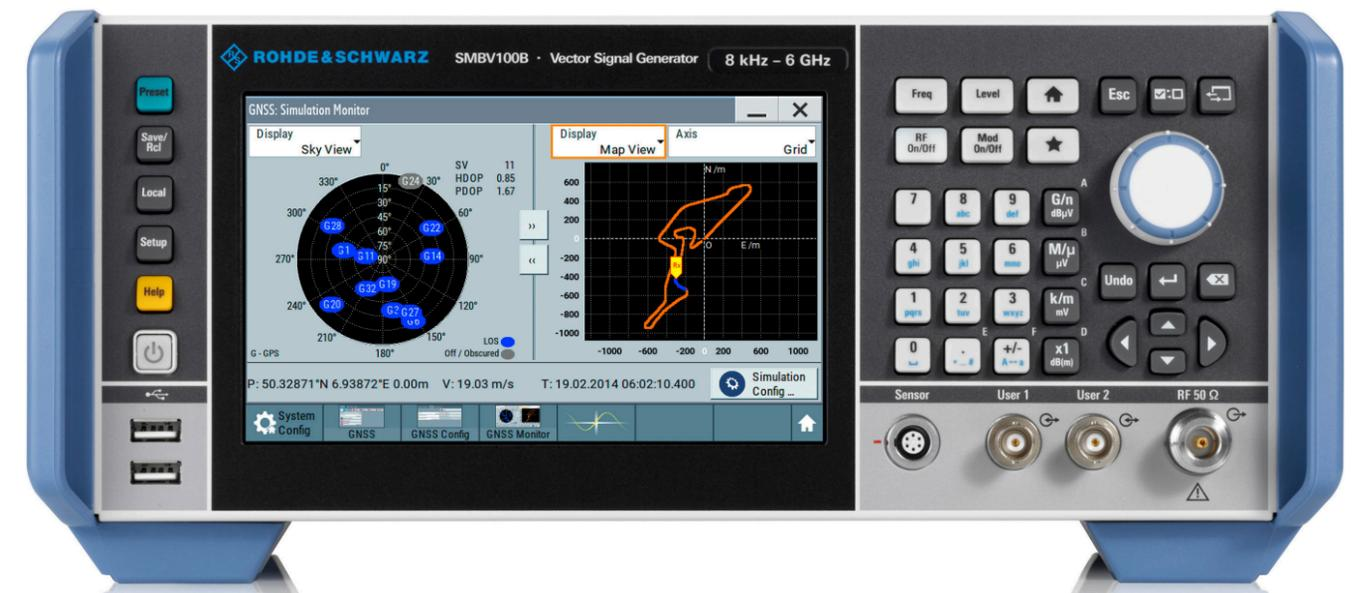 ROHDE & SCHWARZ SMBV100B · Vector Signal Generator 8 kHz – 6 GHz
Preset
Save/
Rcl
Local
Setup
Help
GNSS: Simulation Monitor
Display
Sky View
SV 11
HDOP 0.85
PDOP 1.67
0°
30°
60°
90°
120°
150°
180°
210°
240°
270°
300°
330°
15°
30°
45°
60°
75°
90°
G24
G28
G22
G1
G11
G14
G32
G19
G20
G27
LOS
Off / Obscured
G - GPS
››
‹‹
Display
Map View
Axis
Grid
N /m
E /m
O
Rx
600
400
200
0
-200
-400
-600
-800
-1000
-1000 -600 -200 0 200 600 1000
P: 50.32871°N 6.93872°E 0.00m V: 19.03 m/s T: 19.02.2014 06:02:10.400
Simulation
Config ...
System
Config
GNSS
GNSS Config
GNSS Monitor
Freq
Level
Esc
RF
On/Off
Mod
On/Off
7
8
abc
9
def
G/n
dBµV
A
4
ghi
5
jkl
6
mno
M/µ
µV
B
1
pqrs
2
tuv
3
wxyz
k/m
mV
C
0
.
* ... #
+/-
A↔a
x1
dB(m)
E
F
D
Undo
Sensor
User 1
User 2
RF 50 Ω